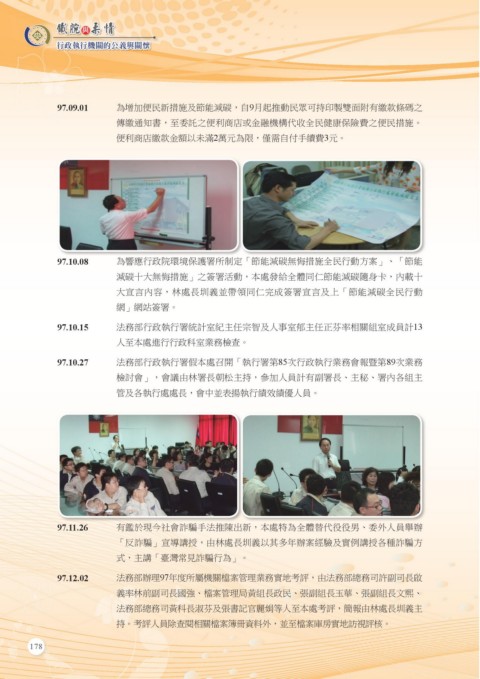 鐵腕與柔情
行政執行機關的公義與關懷
97.09.01 為增加便民新措施及節能減碳，自9月起推動民眾可持印製雙面附有繳款條碼之
傳繳通知書，至委託之便利商店或金融機構代收全民健康保險費之便民措施。
便利商店繳款金額以未滿2萬元為限，僅需自付手續費3元。
97.10.08 為響應行政院環境保護署所制定「節能減碳無悔措施全民行動方案」、「節能
減碳十大無悔措施」之簽署活動，本處發給全體同仁節能減碳隨身卡，內載十
大宣言內容，林處長圳義並帶領同仁完成簽署宣言及上「節能減碳全民行動
網」網站簽署。
97.10.15 法務部行政執行署統計室紀主任宗智及人事室郁主任正芬率相關組室成員計13
人至本處進行行政科室業務檢查。
97.10.27 法務部行政執行署假本處召開「執行署第85次行政執行業務會報暨第89次業務
檢討會」，會議由林署長朝松主持，參加人員計有副署長、主秘、署內各組主
管及各執行處處長，會中並表揚執行績效績優人員。
97.11.26 有鑑於現今社會詐騙手法推陳出新，本處特為全體替代役役男、委外人員舉辦
「反詐騙」宣導講授，由林處長圳義以其多年辦案經驗及實例講授各種詐騙方
式，主講「臺灣常見詐騙行為」。
97.12.02 法務部辦理97年度所屬機關檔案管理業務實地考評，由法務部總務司許副司長啟
義率林前副司長國強、檔案管理局黃組長政民、張副組長玉華、張副組長文熙、
法務部總務司黃科長淑芬及張書記官麗娟等人至本處考評，簡報由林處長圳義主
持。考評人員除查閱相關檔案簿冊資料外，並至檔案庫房實地訪視評核。
178